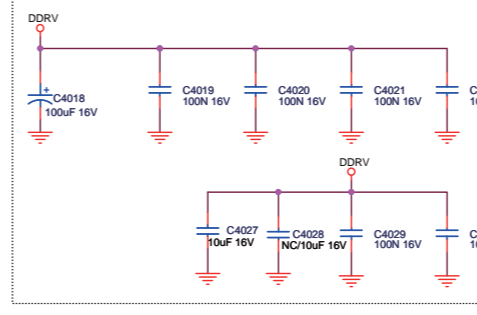 DDRV
C4018
100uF 16V
C4019
100N 16V
C4020
100N 16V
C4021
100N 16V
DDRV
C4027
10uF 16V
C4028
NC/10uF 16V
C4029
100N 16V